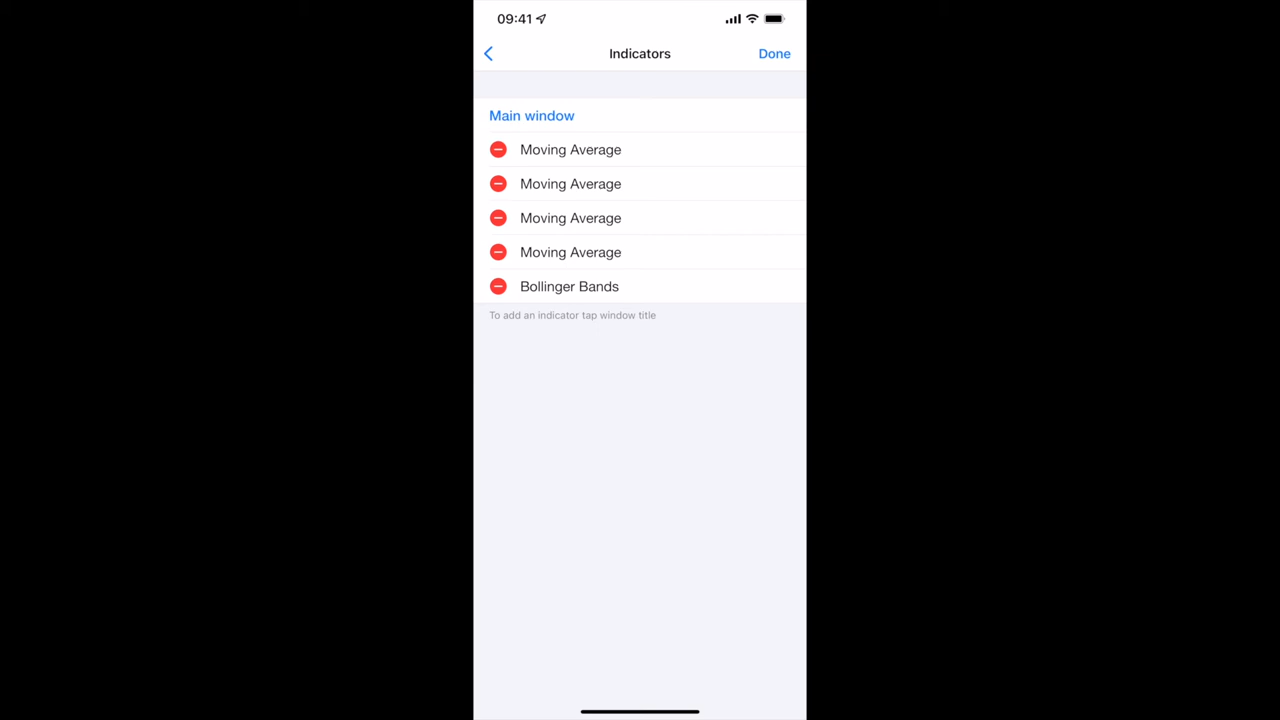 09:41
Indicators
Done
Main window
Moving Average
Moving Average
Moving Average
Moving Average
Bollinger Bands
To add an indicator tap window title